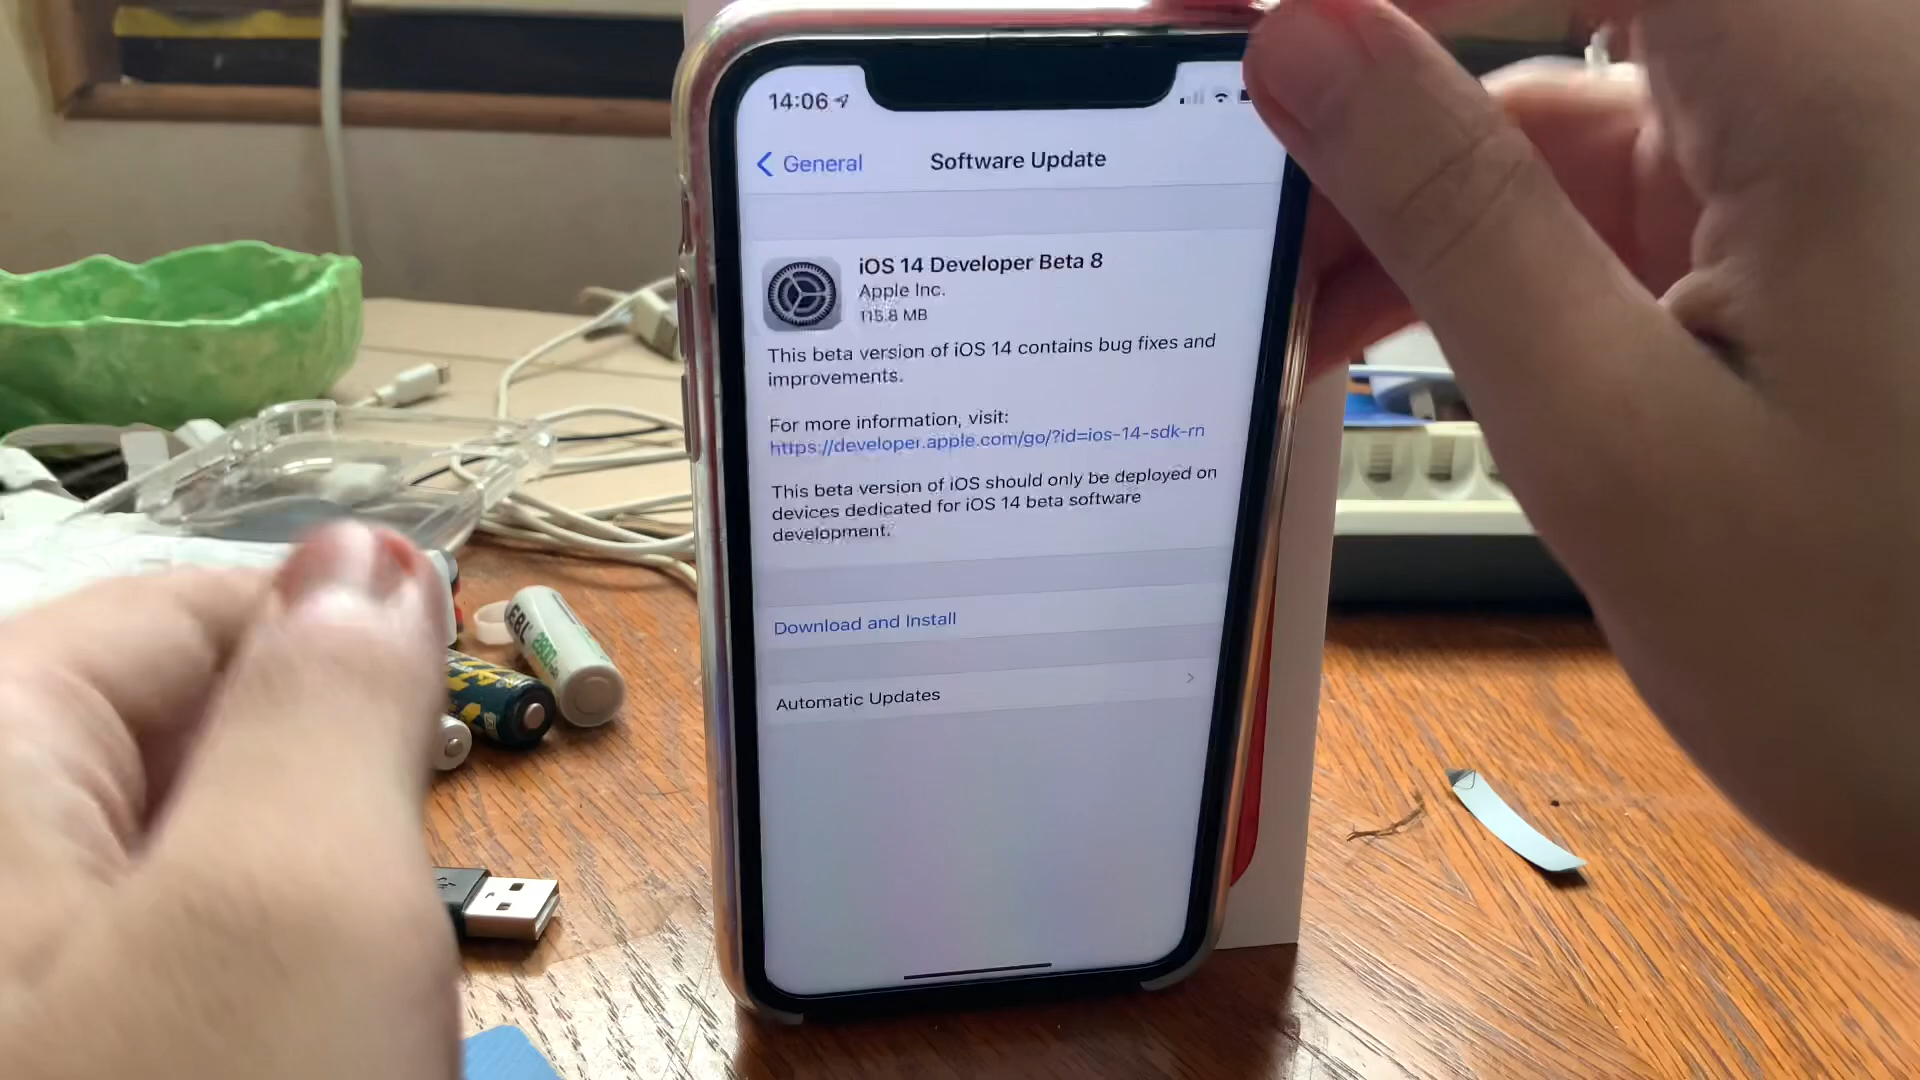 14:06
General
Software Update
iOS 14 Developer Beta 8
Apple Inc.
115.8 MB
This beta version of iOS 14 contains bug fixes and
improvements.
For more information, visit:
https://developer.apple.com/go/?id=ios-14-sdk-rn
This beta version of iOS should only be deployed on
devices dedicated for iOS 14 beta software
development.
Download and Install
Automatic Updates
EBL